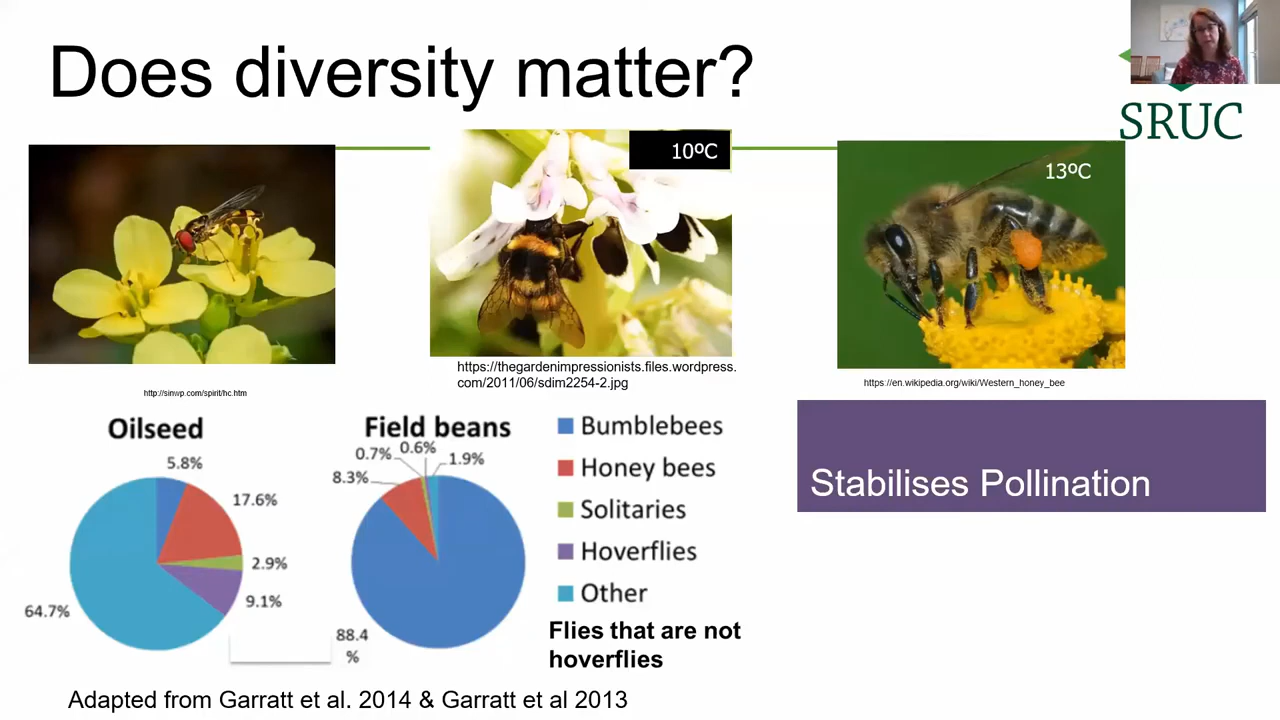 Does diversity matter?
SRUC
10ºC
13ºC
http://sinwp.com/spirit/hc.htm
https://thegardenimpressionists.files.wordpress.
com/2011/06/sdim2254-2.jpg
https://en.wikipedia.org/wiki/Western_honey_bee
Oilseed
5.8%
17.6%
2.9%
9.1%
64.7%
Field beans
0.7%
0.6%
1.9%
8.3%
88.4
%
Bumblebees
Honey bees
Solitaries
Hoverflies
Other
Flies that are not
hoverflies
Stabilises Pollination
Adapted from Garratt et al. 2014 & Garratt et al 2013